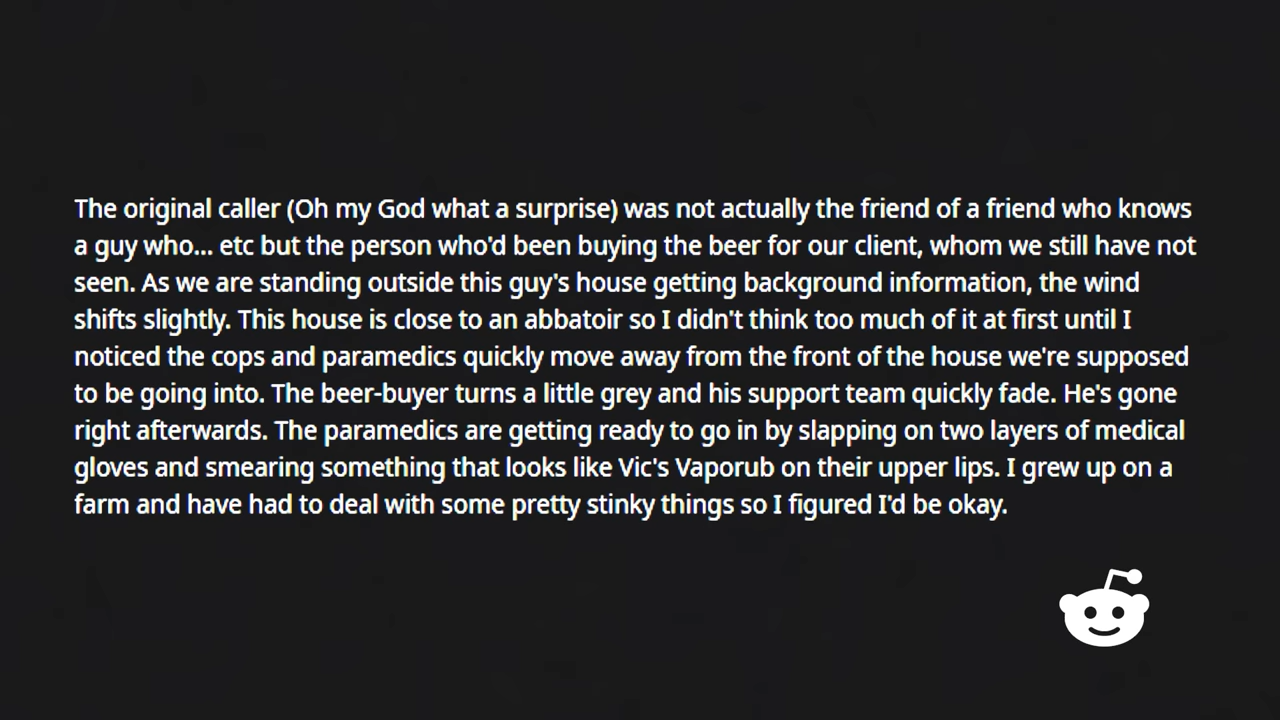 The original caller (Oh my God what a surprise) was not actually the friend of a friend who knows
a guy who... etc but the person who'd been buying the beer for our client, whom we still have not
seen. As we are standing outside this guy's house getting background information, the wind
shifts slightly. This house is close to an abbatoir so I didn't think too much of it at first until I
noticed the cops and paramedics quickly move away from the front of the house we're supposed
to be going into. The beer-buyer turns a little grey and his support team quickly fade. He's gone
right afterwards. The paramedics are getting ready to go in by slapping on two layers of medical
gloves and smearing something that looks like Vic's Vaporub on their upper lips. I grew up on a
farm and have had to deal with some pretty stinky things so I figured I'd be okay.